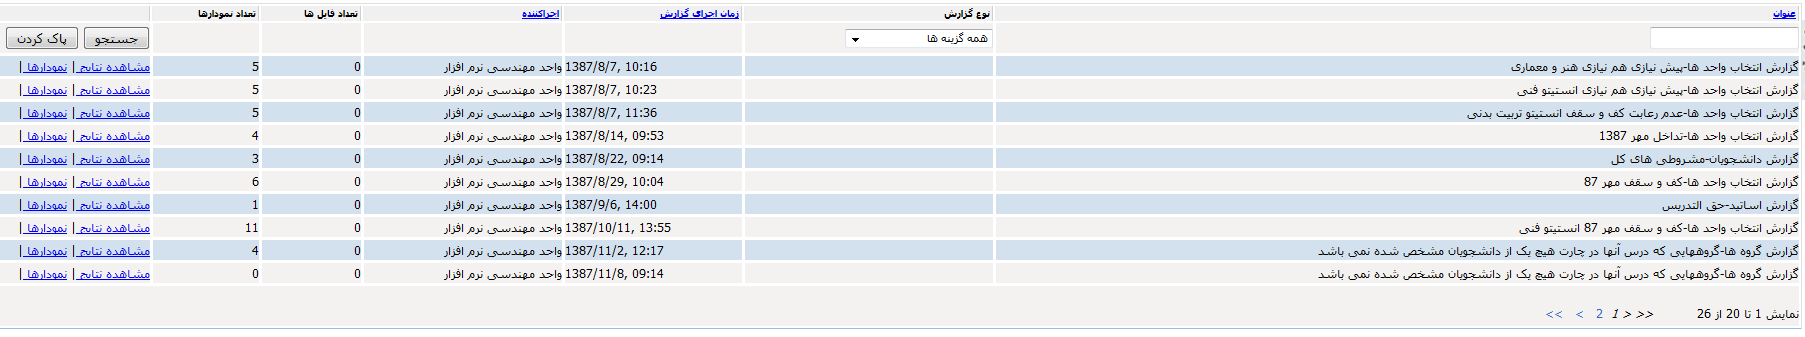 عنوان نوع گزارش زمان اجرای گزارش اجراکننده تعداد فایل ها تعداد نمودارها
همه گزینه ها جستجو پاک کردن
گزارش انتخاب واحد ها-پیش نیازی هم نیازی هنر و معماری 1387/8/7, 10:16 واحد مهندسی نرم افزار 0 5 مشاهده نتایج | نمودارها |
گزارش انتخاب واحد ها-پیش نیازی هم نیازی انستیتو فنی 1387/8/7, 10:23 واحد مهندسی نرم افزار 0 5 مشاهده نتایج | نمودارها |
گزارش انتخاب واحد ها-عدم رعابت کف و سقف انستیتو تربیت بدنی 1387/8/7, 11:36 واحد مهندسی نرم افزار 0 5 مشاهده نتایج | نمودارها |
گزارش انتخاب واحد ها-تداخل مهر 1387 1387/8/14, 09:53 واحد مهندسی نرم افزار 0 4 مشاهده نتایج | نمودارها |
گزارش دانشجویان-مشروطی های کل 1387/8/22, 09:14 واحد مهندسی نرم افزار 0 3 مشاهده نتایج | نمودارها |
گزارش انتخاب واحد ها-کف و سقف مهر 87 1387/8/29, 10:04 واحد مهندسی نرم افزار 0 6 مشاهده نتایج | نمودارها |
گزارش اساتید-حق التدریس 1387/9/6, 14:00 واحد مهندسی نرم افزار 0 1 مشاهده نتایج | نمودارها |
گزارش انتخاب واحد ها-کف و سقف مهر 87 انستیتو فنی 1387/10/11, 13:55 واحد مهندسی نرم افزار 0 11 مشاهده نتایج | نمودارها |
گزارش گروه ها-گروههایی که درس آنها در چارت هیچ یک از دانشجویان مشخص شده نمی باشد 1387/11/2, 12:17 واحد مهندسی نرم افزار 0 4 مشاهده نتایج | نمودارها |
گزارش گروه ها-گروههایی که درس آنها در چارت هیچ یک از دانشجویان مشخص شده نمی باشد 1387/11/8, 09:14 واحد مهندسی نرم افزار 0 0 مشاهده نتایج | نمودارها |
نمایش 1 تا 20 از 26 << < 1 2 > >>